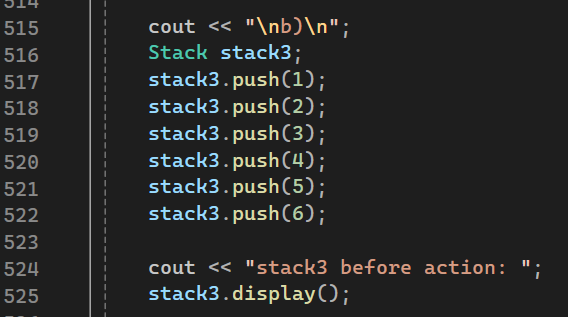 515 cout << "\nb)\n";
516 Stack stack3;
517 stack3.push(1);
518 stack3.push(2);
519 stack3.push(3);
520 stack3.push(4);
521 stack3.push(5);
522 stack3.push(6);
523
524 cout << "stack3 before action: ";
525 stack3.display();